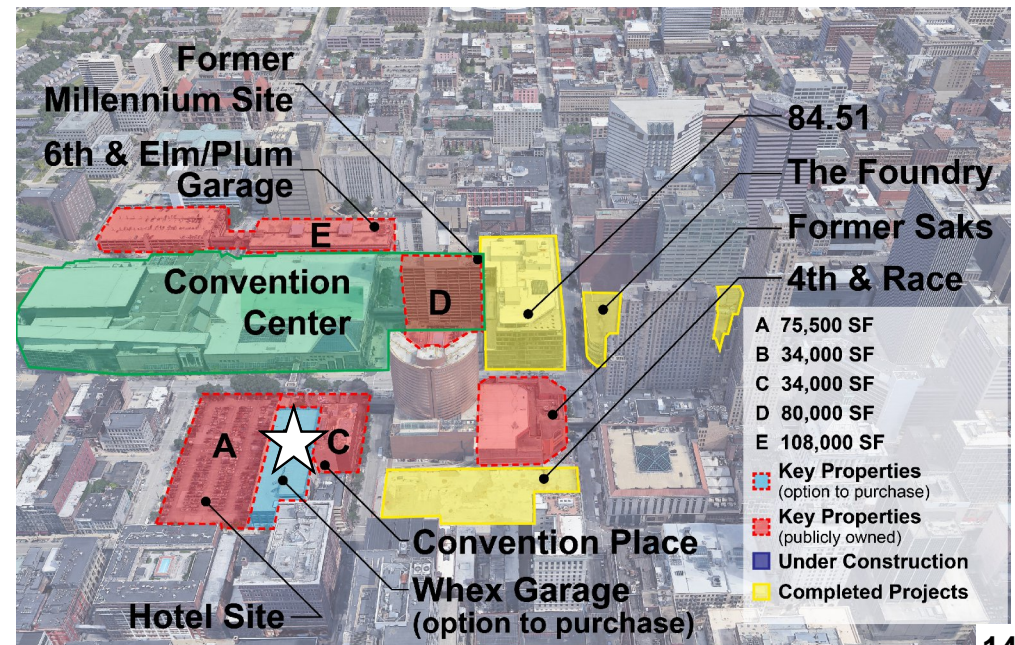 Former
Millennium Site
6th & Elm/Plum
Garage
E
Convention
Center
D
A
C
Hotel Site
Convention Place
Whex Garage
(option to purchase)
84.51
The Foundry
Former Saks
4th & Race
A 75,500 SF
B 34,000 SF
C 34,000 SF
D 80,000 SF
E 108,000 SF
Key Properties
(option to purchase)
Key Properties
(publicly owned)
Under Construction
Completed Projects
14